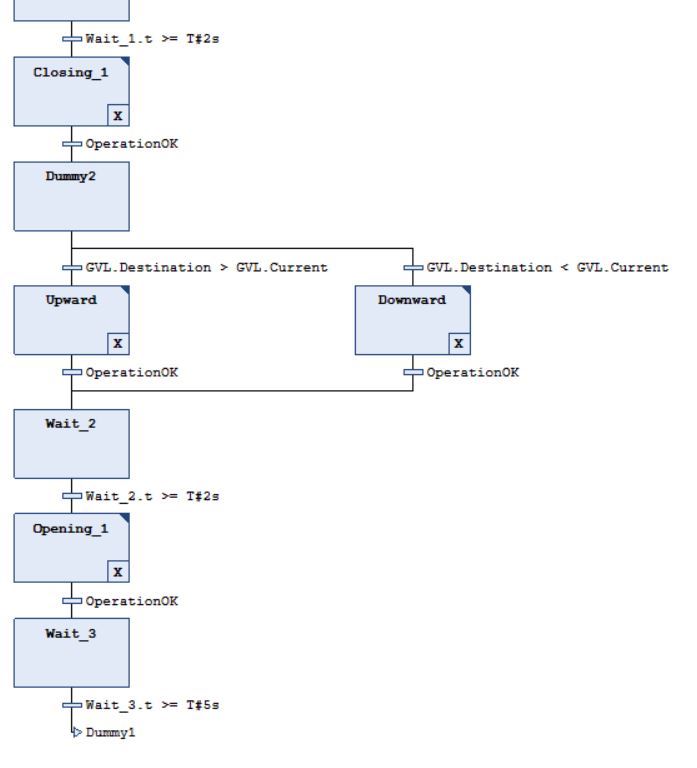 Wait_1.t >= T#2s
Closing_1
X
OperationOK
Dummy2
GVL.Destination > GVL.Current
GVL.Destination < GVL.Current
Upward
Downward
X
X
OperationOK
OperationOK
Wait_2
Wait_2.t >= T#2s
Opening_1
X
OperationOK
Wait_3
Wait_3.t >= T#5s
Dummy1